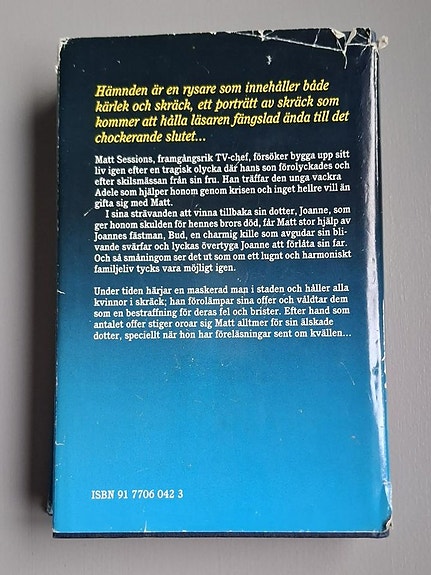 Hämnden är en rysare som innehåller både
kärlek och skräck, ett porträtt av skräck som
kommer att hålla läsaren fängslad ända till det
chockerande slutet...
Matt Sessions, framgångsrik TV-chef, försöker bygga upp sitt
liv igen efter en tragisk olycka där hans son förolyckades och
efter skilsmässan från sin fru. Han träffar den unga vackra
Adele som hjälper honom genom krisen och inget hellre vill än
gifta sig med Matt.
I sina strävanden att vinna tillbaka sin dotter, Joanne, som
ger honom skulden för hennes brors död, får Matt stor hjälp av
Joannes fästman, Bud, en charmig kille som avgudar sin bli-
vande svärfar och lyckas övertyga Joanne att förlåta sin far.
Och så småningom ser det ut som om ett lugnt och harmoniskt
familjeliv tycks vara möjligt igen.
Under tiden härjar en maskerad man i staden och håller alla
kvinnor i skräck; han förolämpar sina offer och våldtar dem
som en bestraffning för deras fel och brister. Efter hand som
antalet offer stiger oroar sig Matt alltmer för sin älskade
dotter, speciellt när hon har föreläsningar sent om kvällen...
ISBN 91 7706 042 3